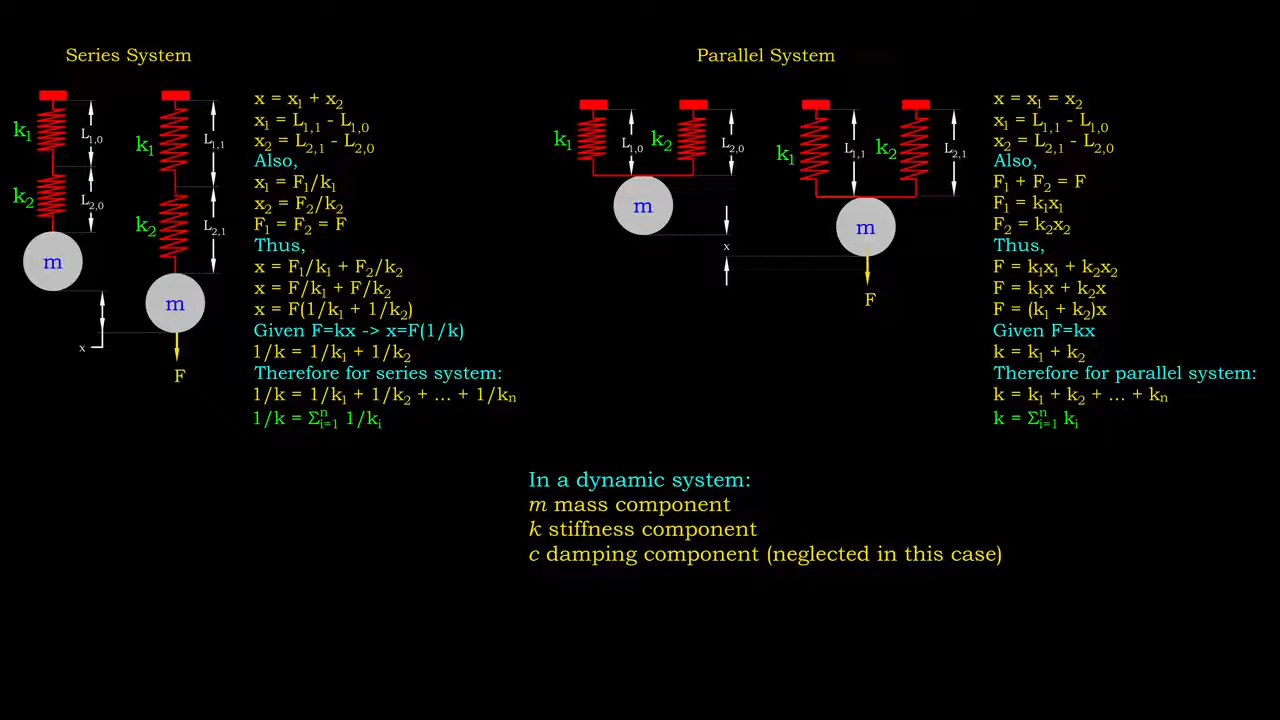 Series System
k1
L1,0
k2
L2,0
m
x
k1
L1,1
k2
L2,1
m
F
x = x1 + x2
x1 = L1,1 - L1,0
x2 = L2,1 - L2,0
Also,
x1 = F1/k1
x2 = F2/k2
F1 = F2 = F
Thus,
x = F1/k1 + F2/k2
x = F/k1 + F/k2
x = F(1/k1 + 1/k2)
Given F=kx -> x=F(1/k)
1/k = 1/k1 + 1/k2
Therefore for series system:
1/k = 1/k1 + 1/k2 + ... + 1/kn
1/k = Σni=1 1/ki
Parallel System
k1
L1,0
k2
L2,0
m
x
k1
L1,1
k2
L2,1
m
F
x = x1 = x2
x1 = L1,1 - L1,0
x2 = L2,1 - L2,0
Also,
F1 + F2 = F
F1 = k1x1
F2 = k2x2
Thus,
F = k1x1 + k2x2
F = k1x + k2x
F = (k1 + k2)x
Given F=kx
k = k1 + k2
Therefore for parallel system:
k = k1 + k2 + ... + kn
k = Σni=1 ki
In a dynamic system:
m mass component
k stiffness component
c damping component (neglected in this case)